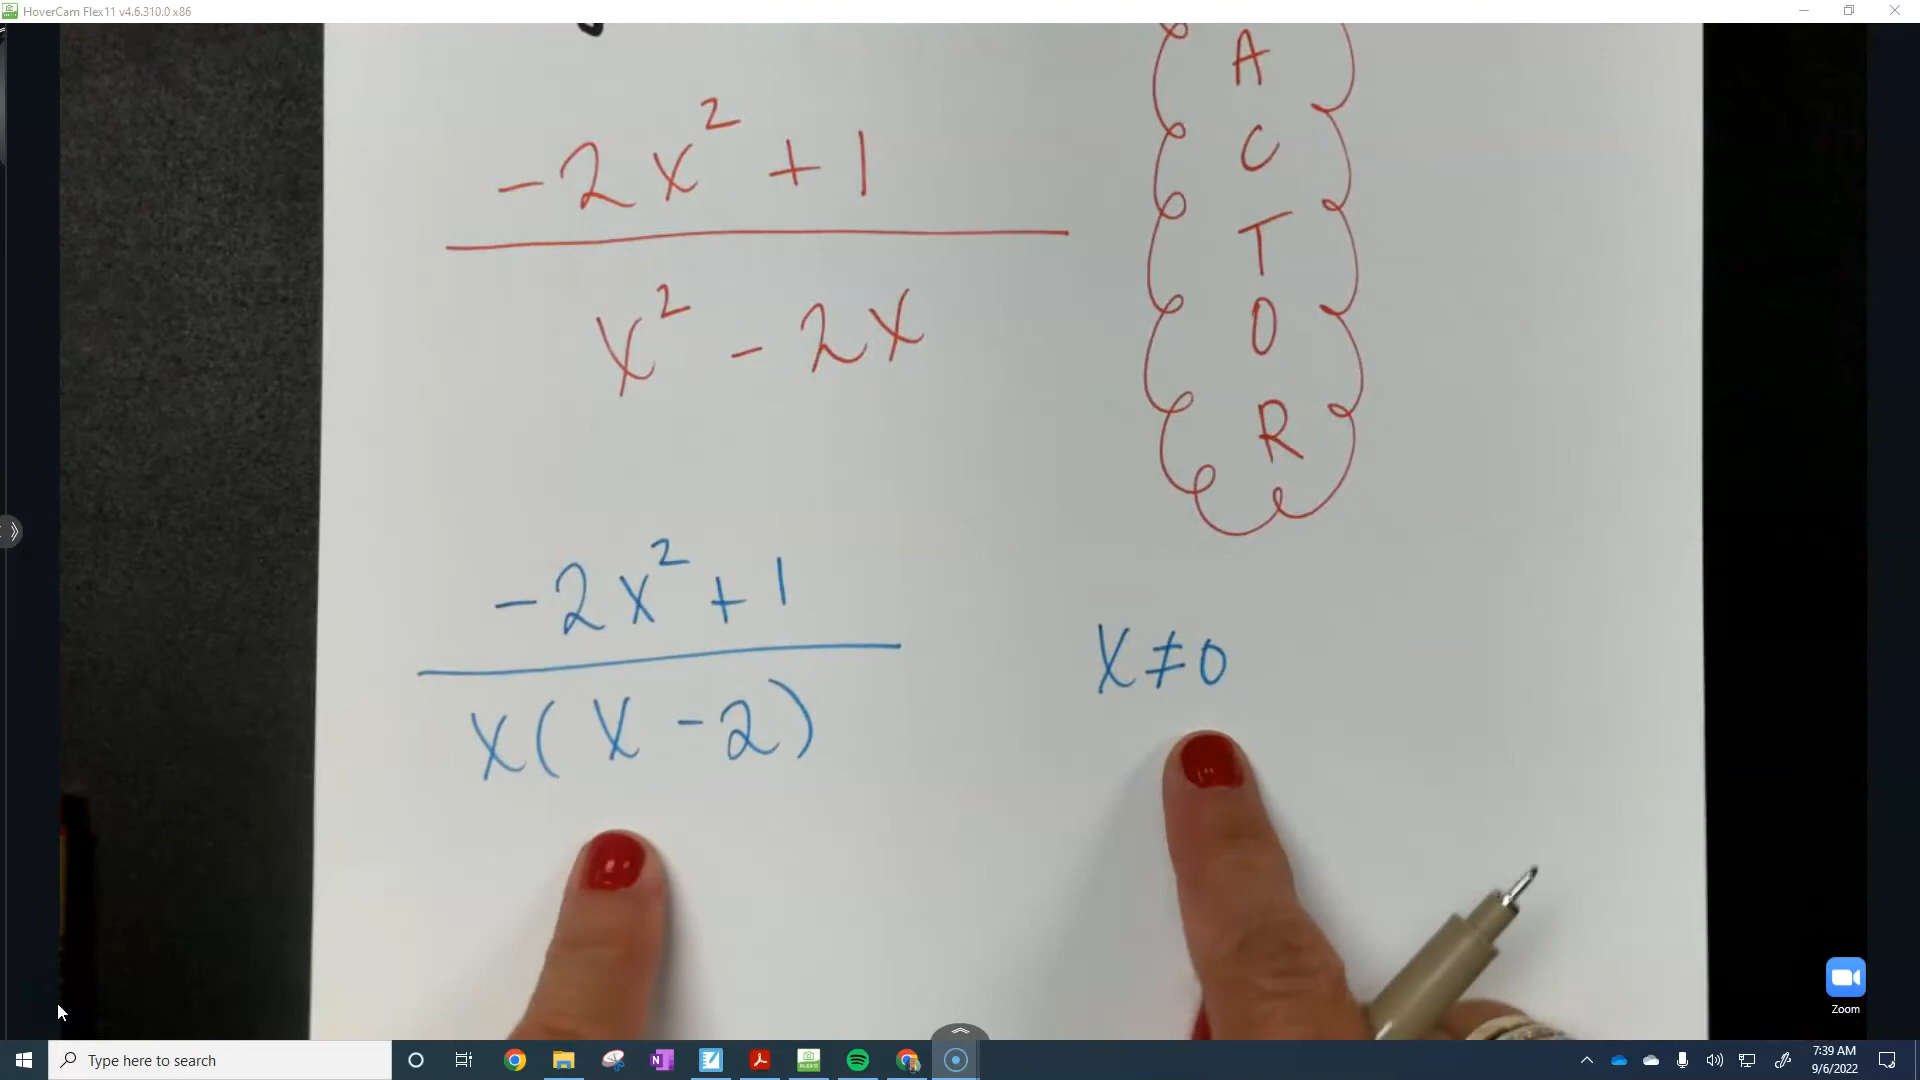 HoverCam Flex11 v4.6.310.0 x86
A
C
T
O
R
-2x² + 1
x² - 2x
-2x² + 1
x(x - 2)
x ≠ 0
Zoom
Type here to search
7:39 AM
9/6/2022